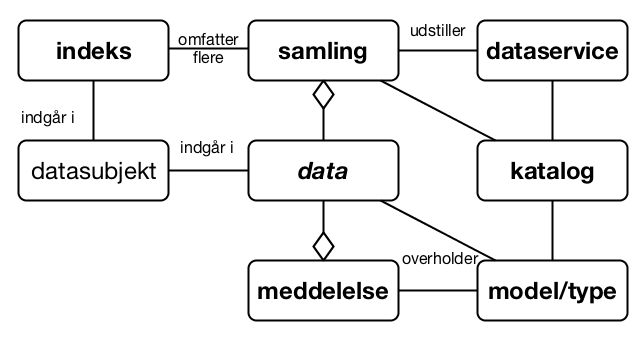 indeks
omfatter
flere
samling
udstiller
dataservice
indgår i
datasubjekt
indgår i
data
katalog
meddelelse
overholder
model/type